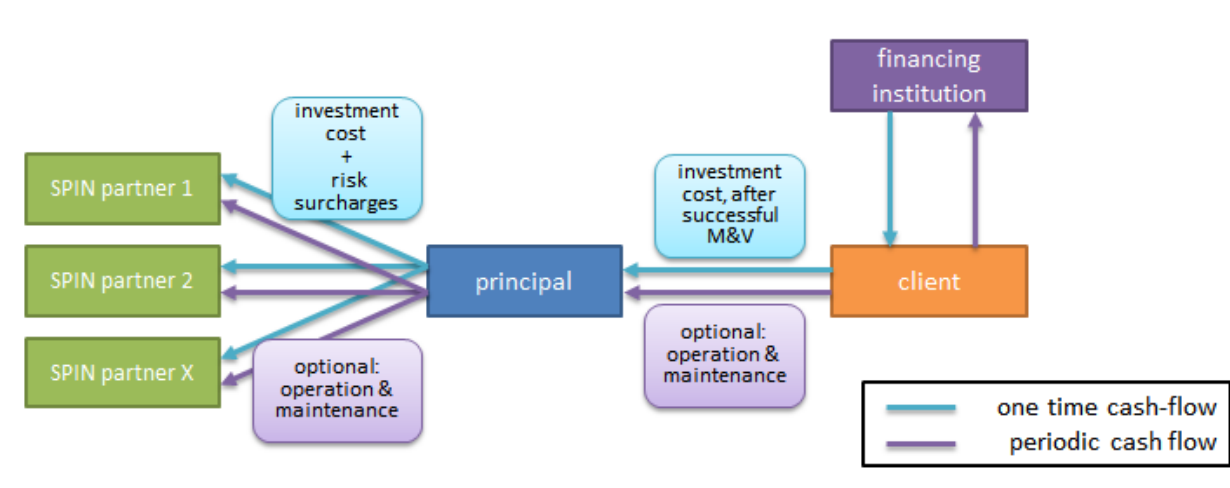 financing
institution
investment
cost
+
risk
surcharges
SPIN partner 1
investment
cost, after
successful
M&V
SPIN partner 2
principal
client
optional:
operation &
maintenance
SPIN partner X
optional:
operation &
maintenance
one time cash-flow
periodic cash flow